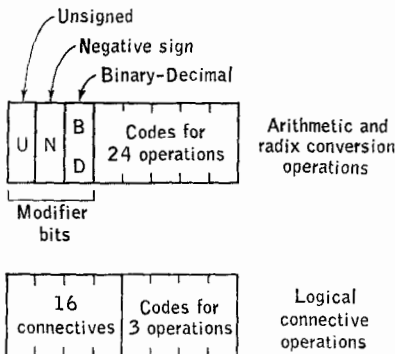 Unsigned
Negative sign
Binary-Decimal
U N B D
Codes for
24 operations
Arithmetic and
radix conversion
operations
Modifier
bits
16
connectives
Codes for
3 operations
Logical
connective
operations